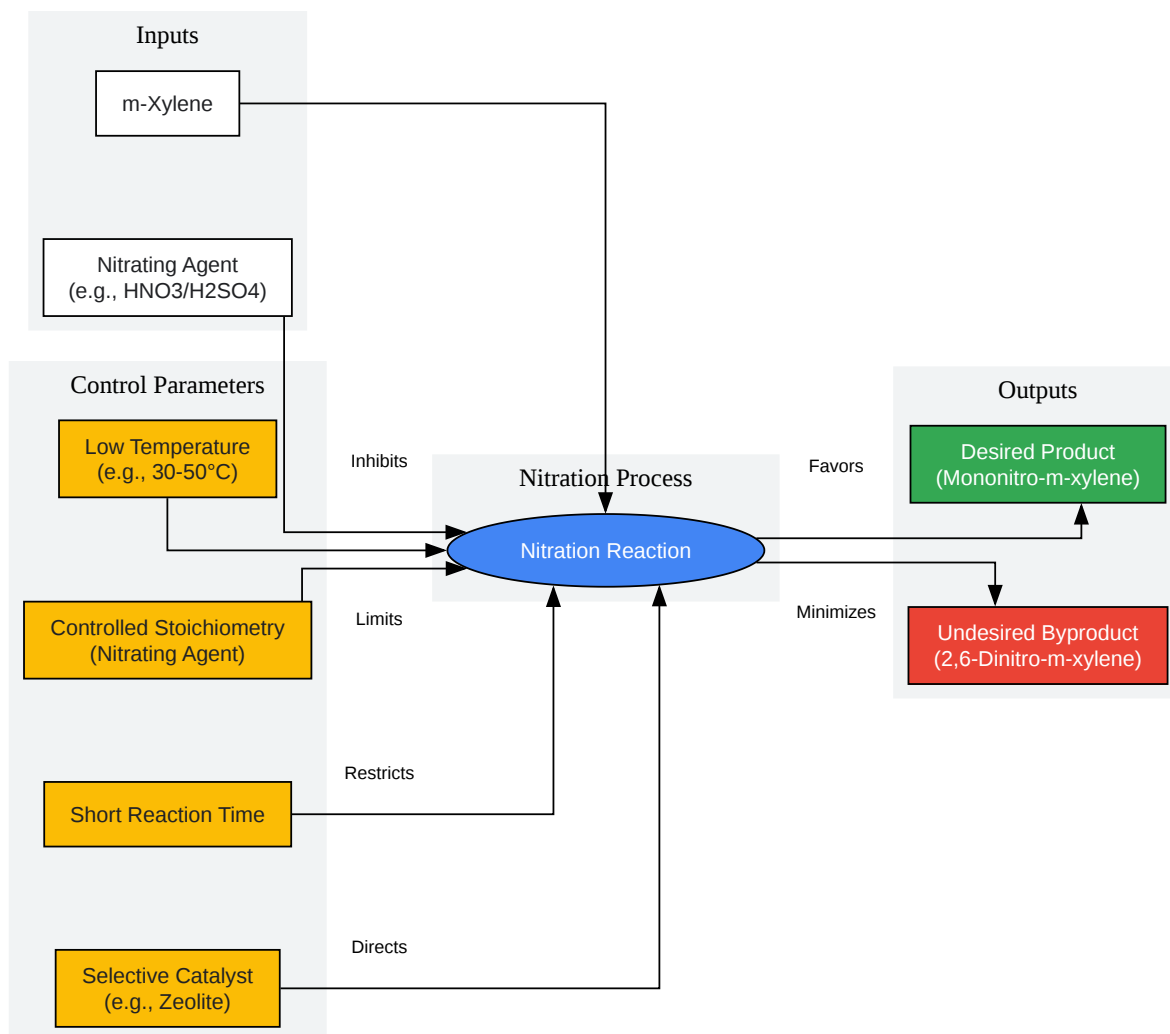 Inputs
m-Xylene
Nitrating Agent
(e.g., HNO3/H2SO4)
Control Parameters
Low Temperature
(e.g., 30-50°C)
Controlled Stoichiometry
(Nitrating Agent)
Short Reaction Time
Selective Catalyst
(e.g., Zeolite)
Inhibits
Limits
Restricts
Directs
Nitration Process
Nitration Reaction
Favors
Minimizes
Outputs
Desired Product
(Mononitro-m-xylene)
Undesired Byproduct
(2,6-Dinitro-m-xylene)